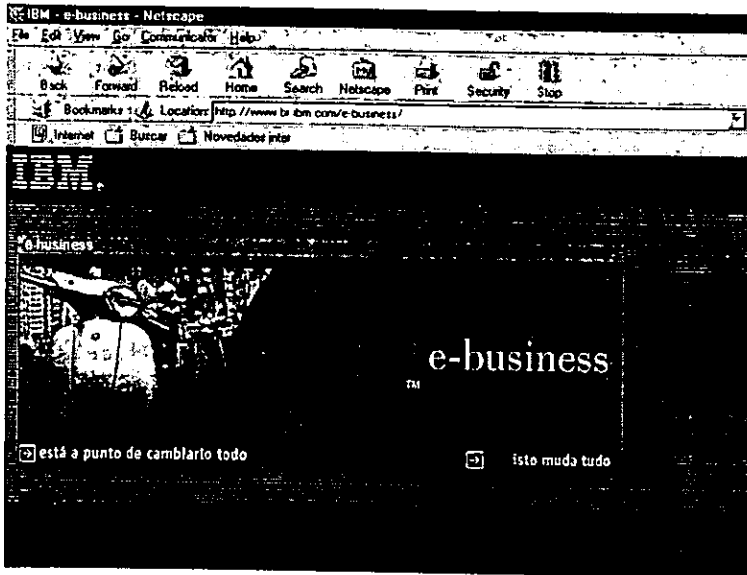 IBM - e-business - Netscape
File Edit View Go Communicator Help
Back Forward Reload Home Search Netscape Print Security Stop
Bookmarks Location: http://www.br.ibm.com/e-business/
Internet Buscar Novedades inter
IBM
e-business
e-business
TM
está a punto de cambiarlo todo
isto muda tudo